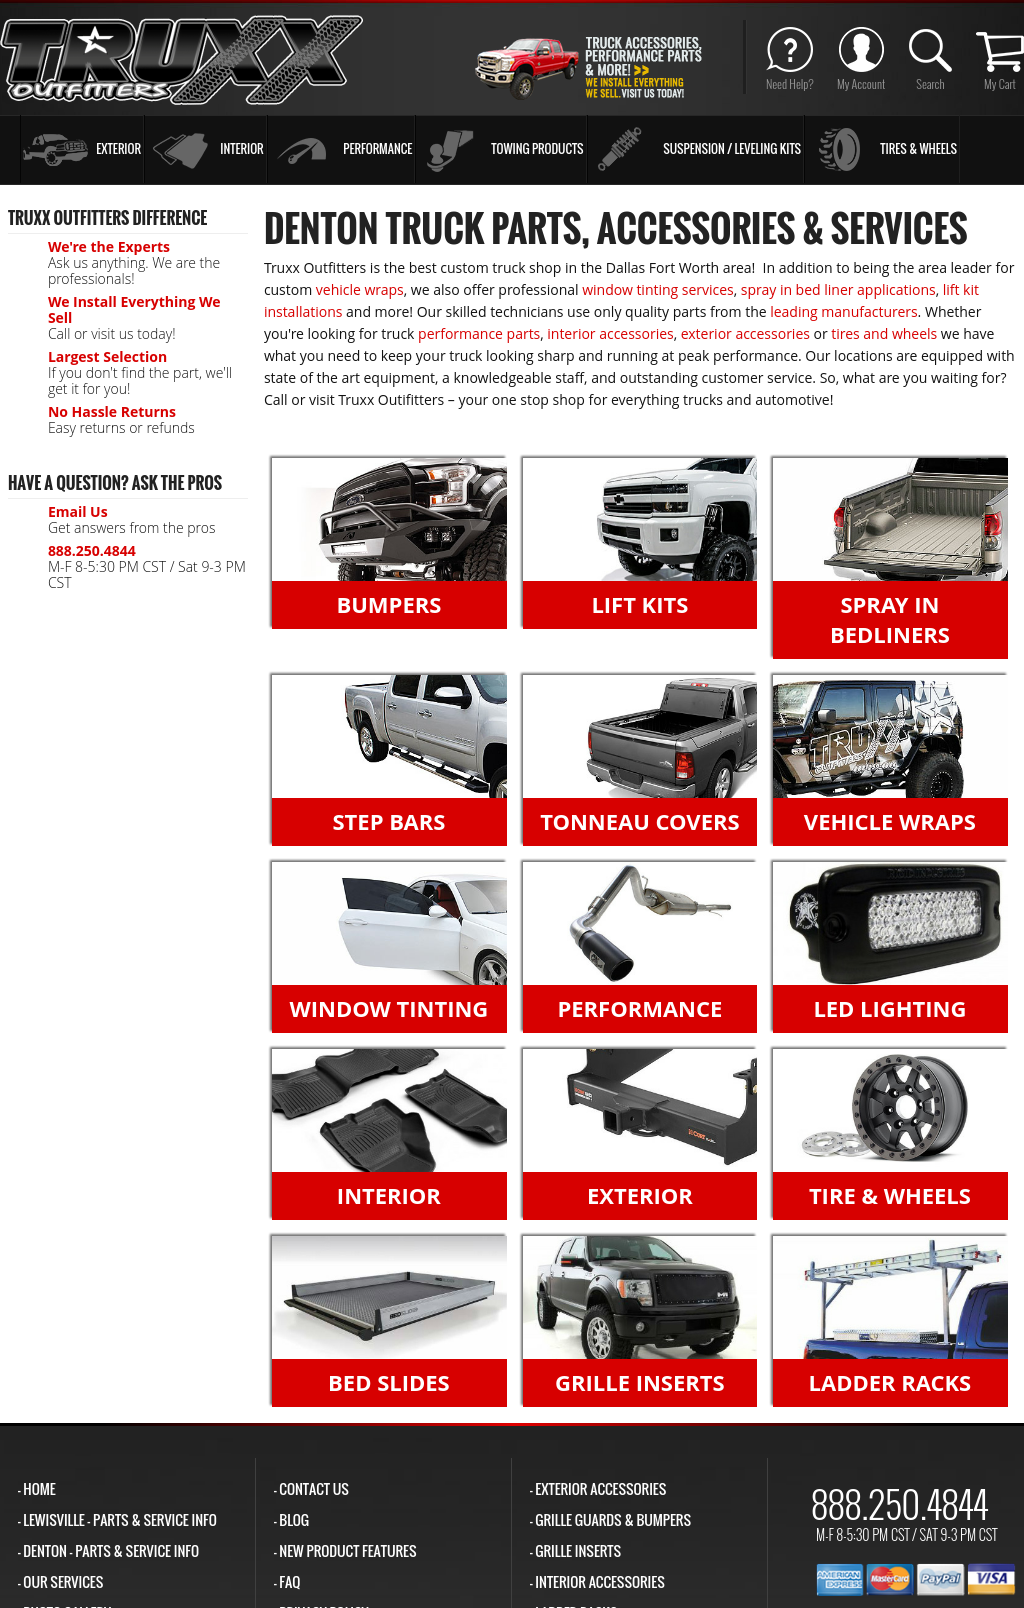 TRUXX
OUTFITTERS
TRUCK ACCESSORIES,
PERFORMANCE PARTS
& MORE! >>
WE INSTALL EVERYTHING
WE SELL. VISIT US TODAY!
Need Help?
My Account
Search
My Cart
EXTERIOR
INTERIOR
PERFORMANCE
TOWING PRODUCTS
SUSPENSION / LEVELING KITS
TIRES & WHEELS
TRUXX OUTFITTERS DIFFERENCE
We're the Experts
Ask us anything. We are the
professionals!
We Install Everything We
Sell
Call or visit us today!
Largest Selection
If you don't find the part, we'll
get it for you!
No Hassle Returns
Easy returns or refunds
HAVE A QUESTION? ASK THE PROS
Email Us
Get answers from the pros
888.250.4844
M-F 8-5:30 PM CST / Sat 9-3 PM
CST
DENTON TRUCK PARTS, ACCESSORIES & SERVICES
Truxx Outfitters is the best custom truck shop in the Dallas Fort Worth area!  In addition to being the area leader for
custom vehicle wraps, we also offer professional window tinting services, spray in bed liner applications, lift kit
installations and more! Our skilled technicians use only quality parts from the leading manufacturers. Whether
you're looking for truck performance parts, interior accessories, exterior accessories or tires and wheels we have
what you need to keep your truck looking sharp and running at peak performance. Our locations are equipped with
state of the art equipment, a knowledgeable staff, and outstanding customer service. So, what are you waiting for?
Call or visit Truxx Outifitters – your one stop shop for everything trucks and automotive!
BUMPERS
LIFT KITS
SPRAY IN
BEDLINERS
STEP BARS
TONNEAU COVERS
TRUXX
OUTFITTERS
VEHICLE WRAPS
WINDOW TINTING
PERFORMANCE
LED LIGHTING
INTERIOR
EXTERIOR
TIRE & WHEELS
BEDSLIDE
BED SLIDES
GRILLE INSERTS
LADDER RACKS
- HOME
- LEWISVILLE - PARTS & SERVICE INFO
- DENTON - PARTS & SERVICE INFO
- OUR SERVICES
- CONTACT US
- BLOG
- NEW PRODUCT FEATURES
- FAQ
- EXTERIOR ACCESSORIES
- GRILLE GUARDS & BUMPERS
- GRILLE INSERTS
- INTERIOR ACCESSORIES
888.250.4844
M-F 8-5:30 PM CST / SAT 9-3 PM CST
AMERICAN EXPRESS
MasterCard
PayPal
VISA